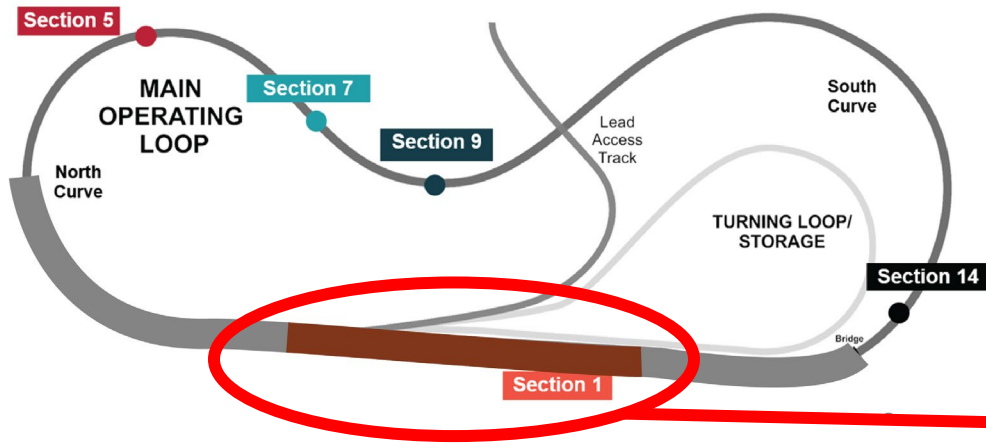 Section 5
MAIN
OPERATING
LOOP
Section 7
Section 9
North
Curve
Lead
Access
Track
South
Curve
TURNING LOOP/
STORAGE
Section 14
Bridge
Section 1